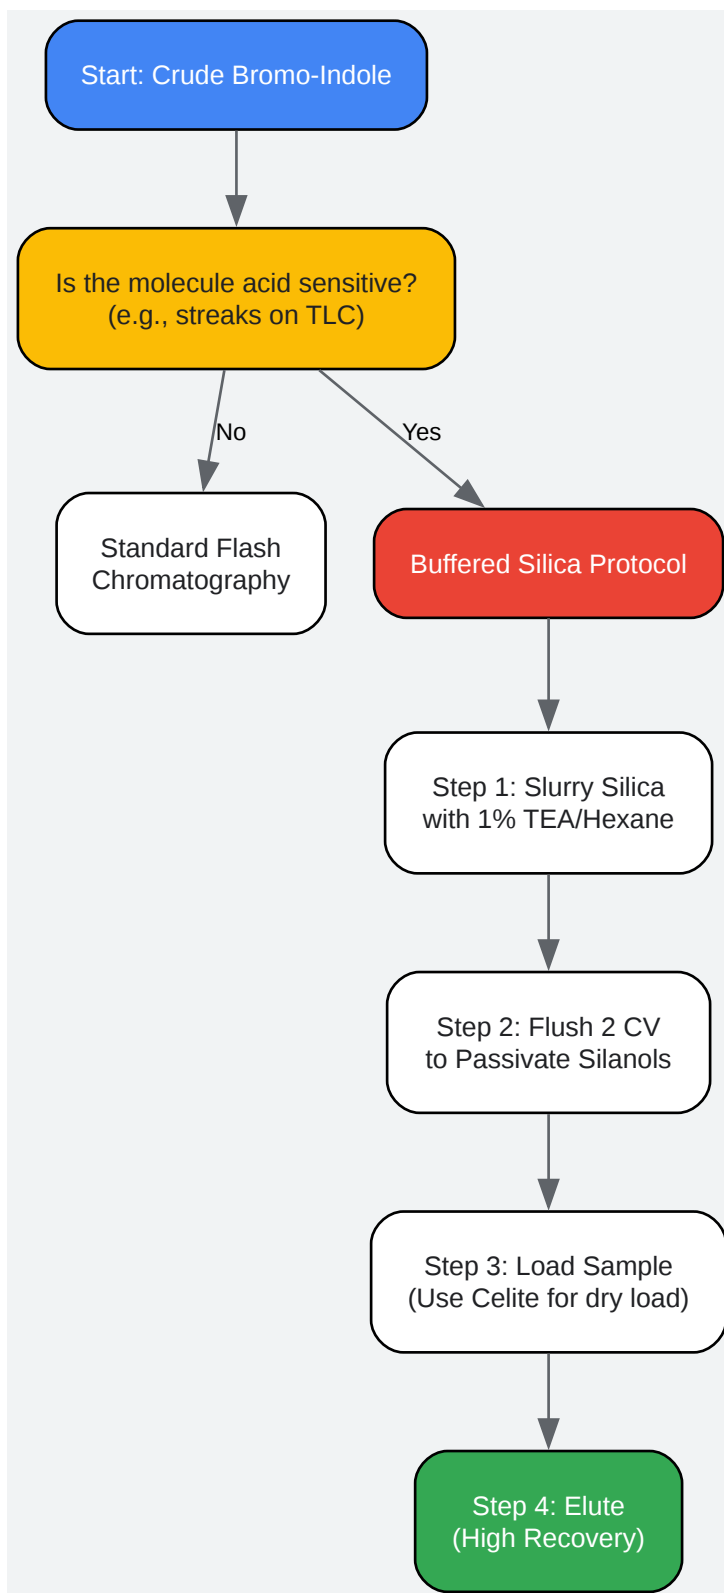 Start: Crude Bromo-Indole
Is the molecule acid sensitive?
(e.g., streaks on TLC)
No
Yes
Standard Flash
Chromatography
Buffered Silica Protocol
Step 1: Slurry Silica
with 1% TEA/Hexane
Step 2: Flush 2 CV
to Passivate Silanols
Step 3: Load Sample
(Use Celite for dry load)
Step 4: Elute
(High Recovery)